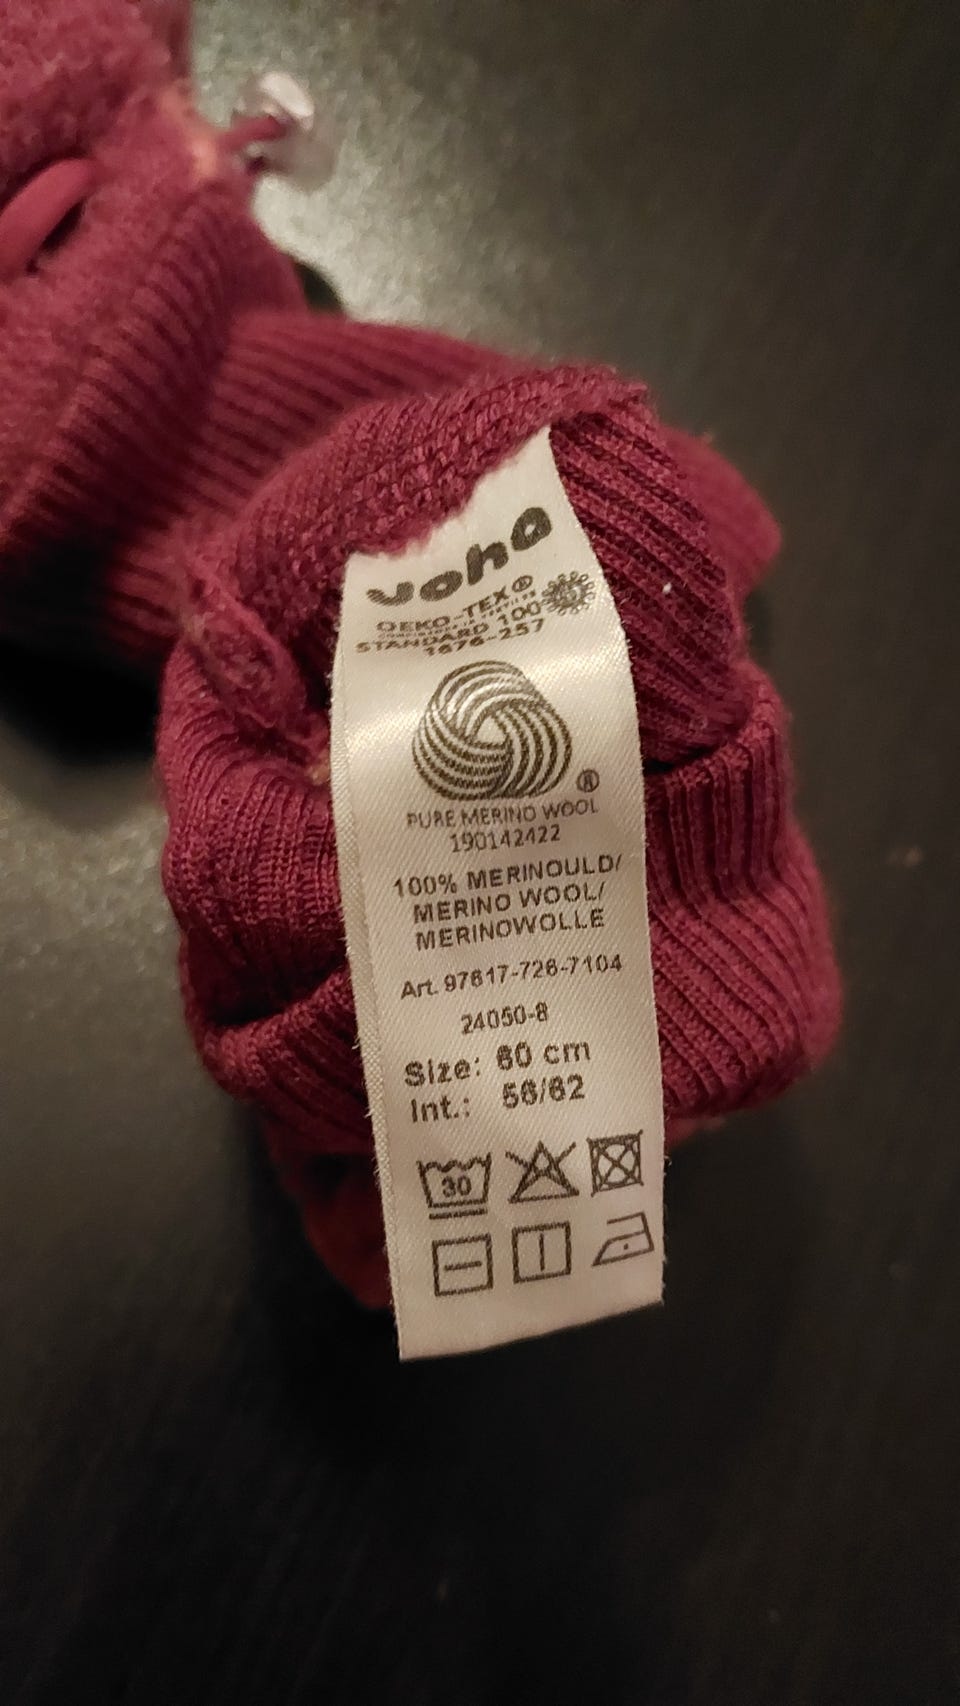 Joha
OEKO-TEX®
STANDARD 100
1676-257
®
PURE MERINO WOOL
190142422
100% MERINOULD/
MERINO WOOL/
MERINOWOLLE
Art. 97617-726-7104
24050-8
Size: 60 cm
Int.: 56/62
30